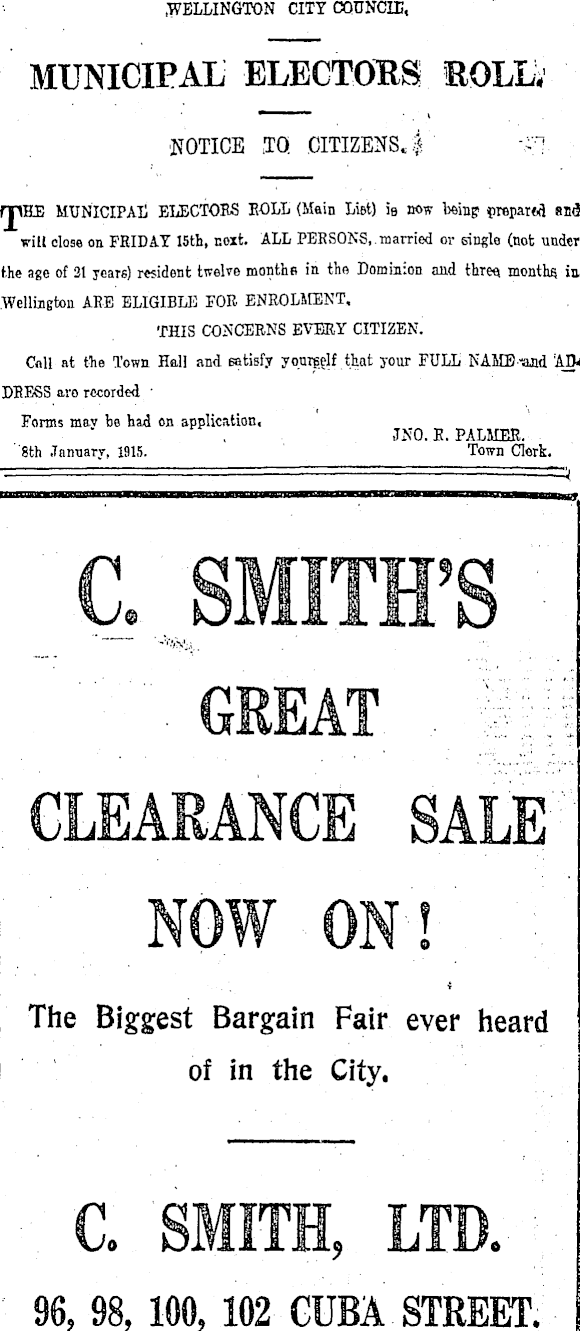 WELLINGTON CITY COUNCIL.
MUNICIPAL ELECTORS ROLL.
NOTICE TO CITIZENS.
THE MUNICIPAL ELECTORS ROLL (Main List) is now being prepared and
will close on FRIDAY 15th, next. ALL PERSONS, married or single (not under
the age of 21 years) resident twelve months in the Dominion and three months in
Wellington ARE ELIGIBLE FOR ENROLMENT.
THIS CONCERNS EVERY CITIZEN.
Call at the Town Hall and satisfy yourself that your FULL NAME and AD-
DRESS are recorded
Forms may be had on application.
JNO. R. PALMER.
8th January, 1915. Town Clerk.
C. SMITH'S
GREAT
CLEARANCE SALE
NOW ON!
The Biggest Bargain Fair ever heard
of in the City.
C. SMITH, LTD.
96, 98, 100, 102 CUBA STREET.